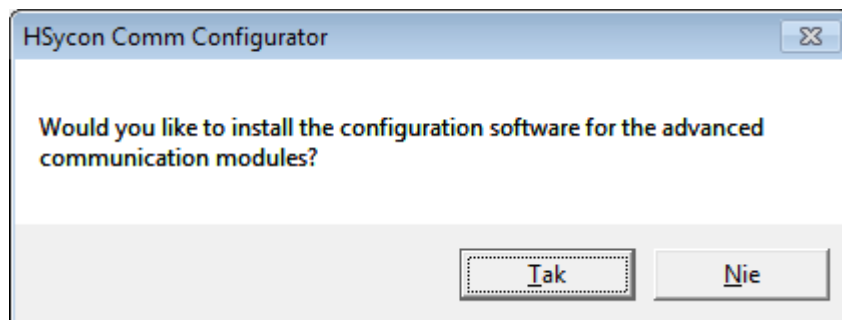 HSycon Comm Configurator
Would you like to install the configuration software for the advanced
communication modules?
Tak
Nie